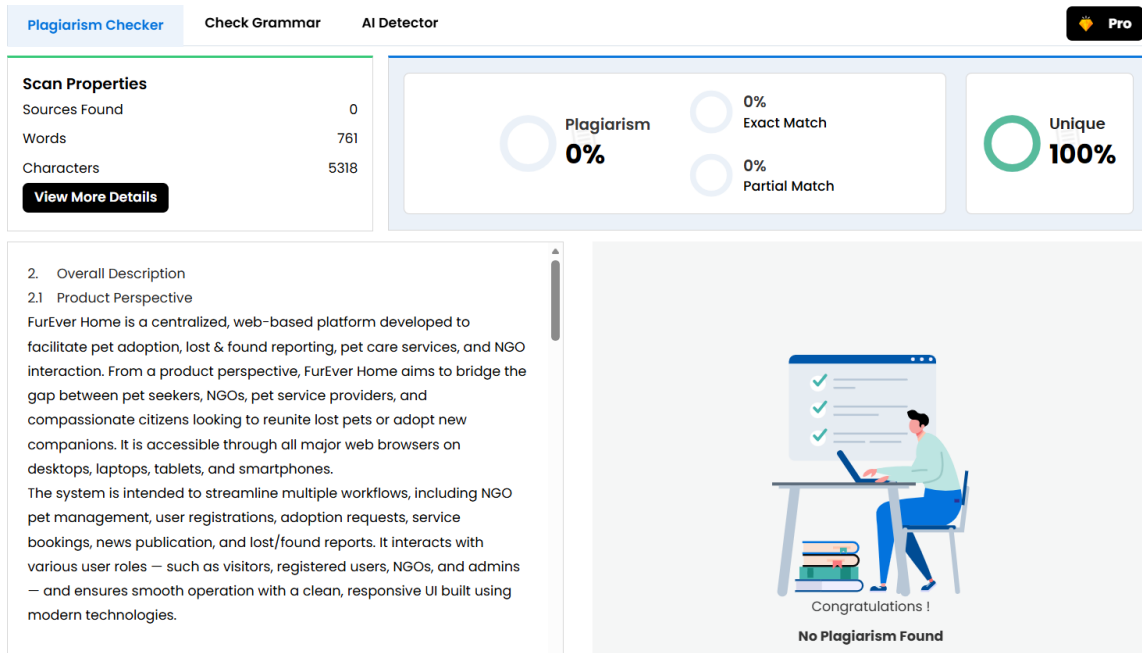 Plagiarism Checker
Check Grammar
AI Detector
Pro
Scan Properties
Sources Found 0
Words 761
Characters 5318
View More Details
Plagiarism
0%
0%
Exact Match
0%
Partial Match
Unique
100%
2. Overall Description
2.1 Product Perspective
FurEver Home is a centralized, web-based platform developed to
facilitate pet adoption, lost & found reporting, pet care services, and NGO
interaction. From a product perspective, FurEver Home aims to bridge the
gap between pet seekers, NGOs, pet service providers, and
compassionate citizens looking to reunite lost pets or adopt new
companions. It is accessible through all major web browsers on
desktops, laptops, tablets, and smartphones.
The system is intended to streamline multiple workflows, including NGO
pet management, user registrations, adoption requests, service
bookings, news publication, and lost/found reports. It interacts with
various user roles — such as visitors, registered users, NGOs, and admins
— and ensures smooth operation with a clean, responsive UI built using
modern technologies.
Congratulations !
No Plagiarism Found